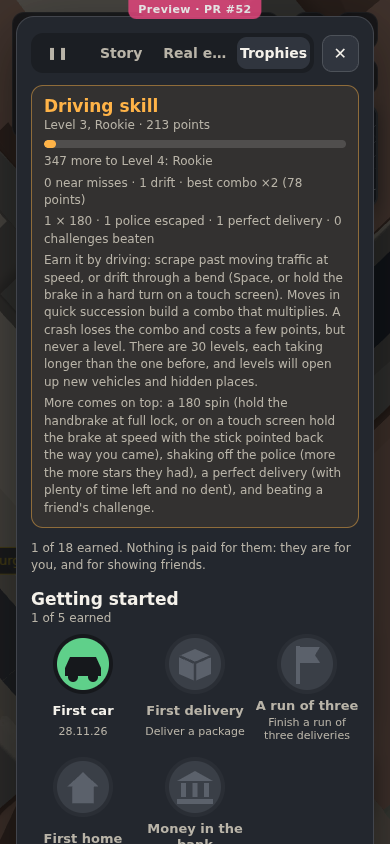 Preview · PR #52
Story Real e… Trophies ✕
Driving skill
Level 3, Rookie · 213 points
347 more to Level 4: Rookie
0 near misses · 1 drift · best combo ×2 (78
points)
1 × 180 · 1 police escaped · 1 perfect delivery · 0
challenges beaten
Earn it by driving: scrape past moving traffic at
speed, or drift through a bend (Space, or hold the
brake in a hard turn on a touch screen). Moves in
quick succession build a combo that multiplies. A
crash loses the combo and costs a few points, but
never a level. There are 30 levels, each taking
longer than the one before, and levels will open
up new vehicles and hidden places.
More comes on top: a 180 spin (hold the
handbrake at full lock, or on a touch screen hold
the brake at speed with the stick pointed back
the way you came), shaking off the police (more
the more stars they had), a perfect delivery (with
plenty of time left and no dent), and beating a
friend's challenge.
1 of 18 earned. Nothing is paid for them: they are for
you, and for showing friends.
Getting started
1 of 5 earned
First car
28.11.26
First delivery
Deliver a package
A run of three
Finish a run of
three deliveries
First home
Money in the
bank